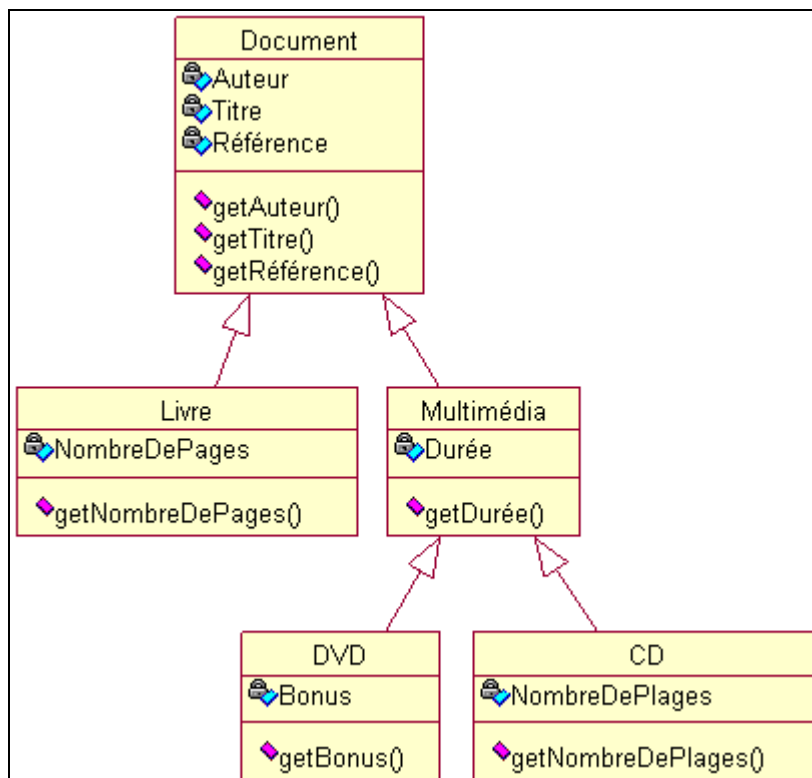 Document
Auteur
Titre
Référence
getAuteur()
getTitre()
getRéférence()
Livre
NombreDePages
getNombreDePages()
Multimédia
Durée
getDurée()
DVD
Bonus
getBonus()
CD
NombreDePlages
getNombreDePlages()